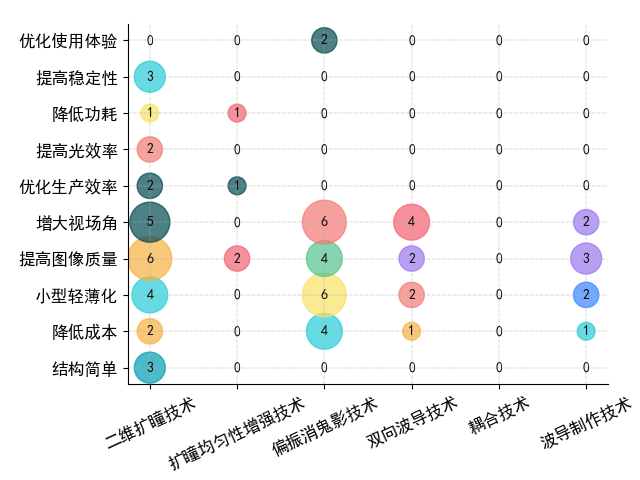 优化使用体验 0 0 2 0 0 0
提高稳定性 3 0 0 0 0 0
降低功耗 1 1 0 0 0 0
提高光效率 2 0 0 0 0 0
优化生产效率 2 1 0 0 0 0
增大视场角 5 0 6 4 0 2
提高图像质量 6 2 4 2 0 3
小型轻薄化 4 0 6 2 0 2
降低成本 2 0 4 1 0 1
结构简单 3 0 0 0 0 0
二维扩瞳技术 扩瞳均匀性增强技术 偏振消鬼影技术 双向波导技术 耦合技术 波导制作技术